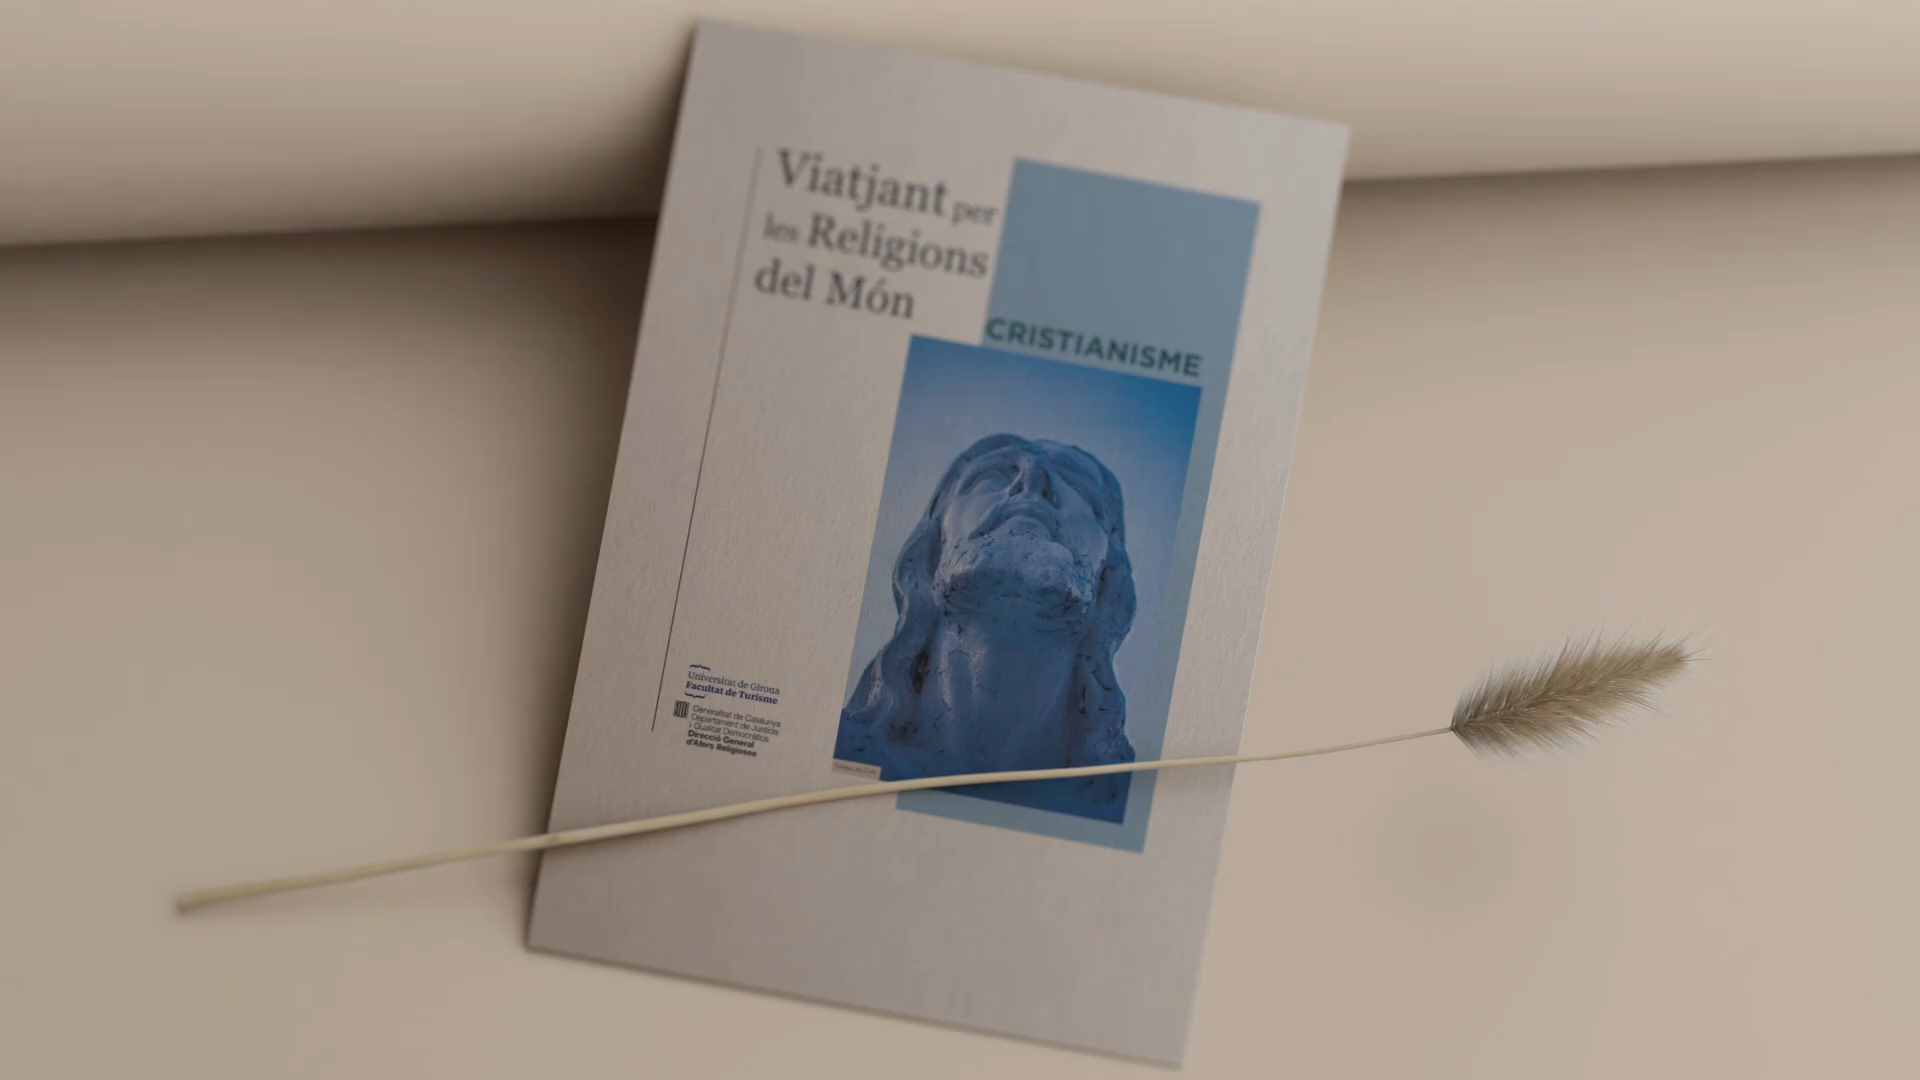 Viatjant per
les Religions
del Món
CRISTIANISME
Universitat de Girona
Facultat de Turisme
Generalitat de Catalunya
Departament de Justícia
i Qualitat Democràtica
Direcció General
d'Afers Religiosos